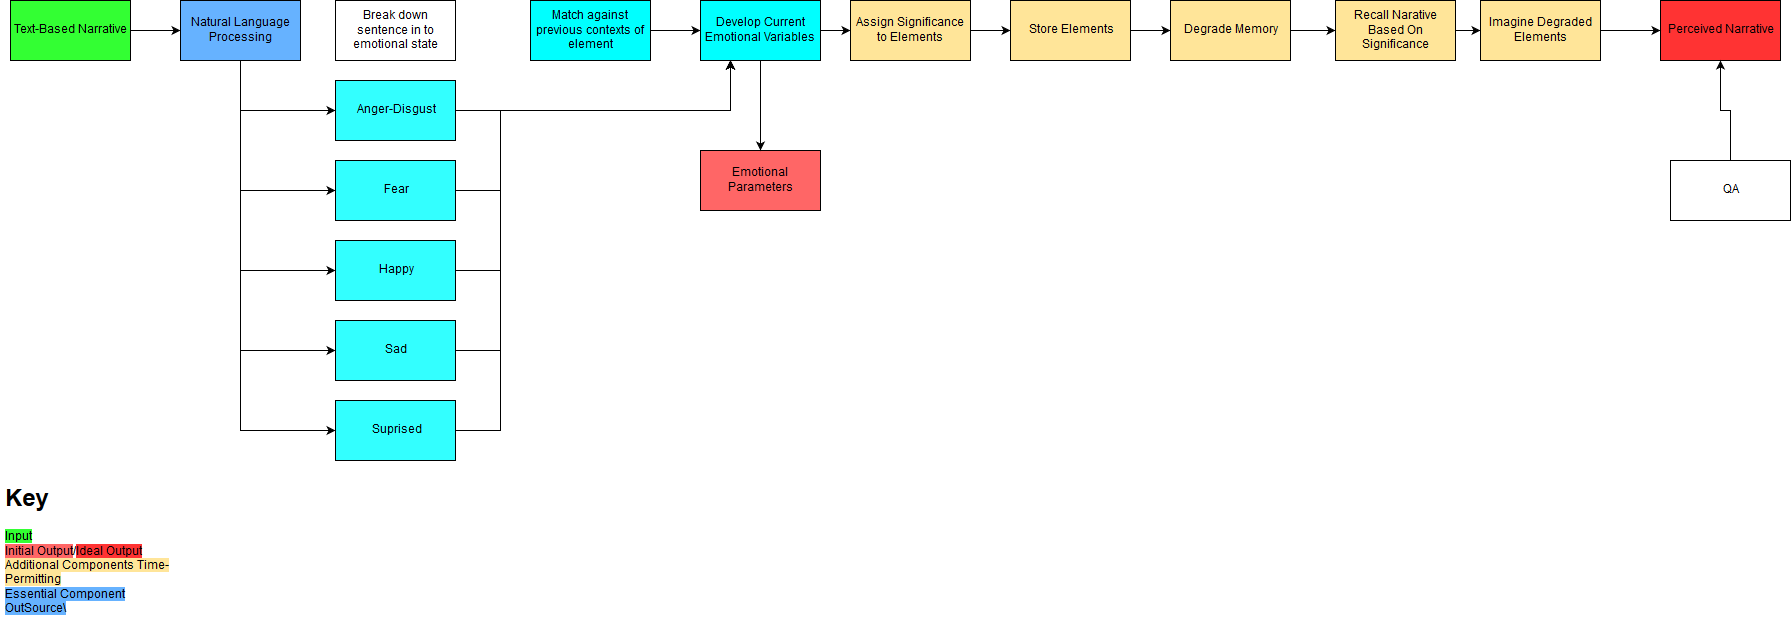 Text-Based Narrative
Natural Language
Processing
Break down
sentence in to
emotional state
Match against
previous contexts of
element
Develop Current
Emotional Variables
Assign Significance
to Elements
Store Elements
Degrade Memory
Recall Narative
Based On
Significance
Imagine Degraded
Elements
Perceived Narrative
Anger-Disgust
Fear
Happy
Sad
Suprised
Emotional
Parameters
QA
Key
Input
Initial Output/Ideal Output
Additional Components Time-
Permitting
Essential Component
OutSource\